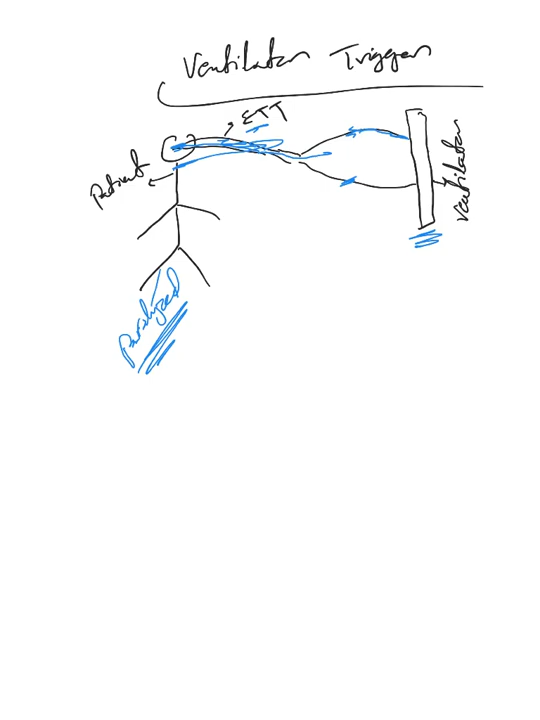 Ventilator Trigger
ETT
Patient
Ventilator
Paralyzed